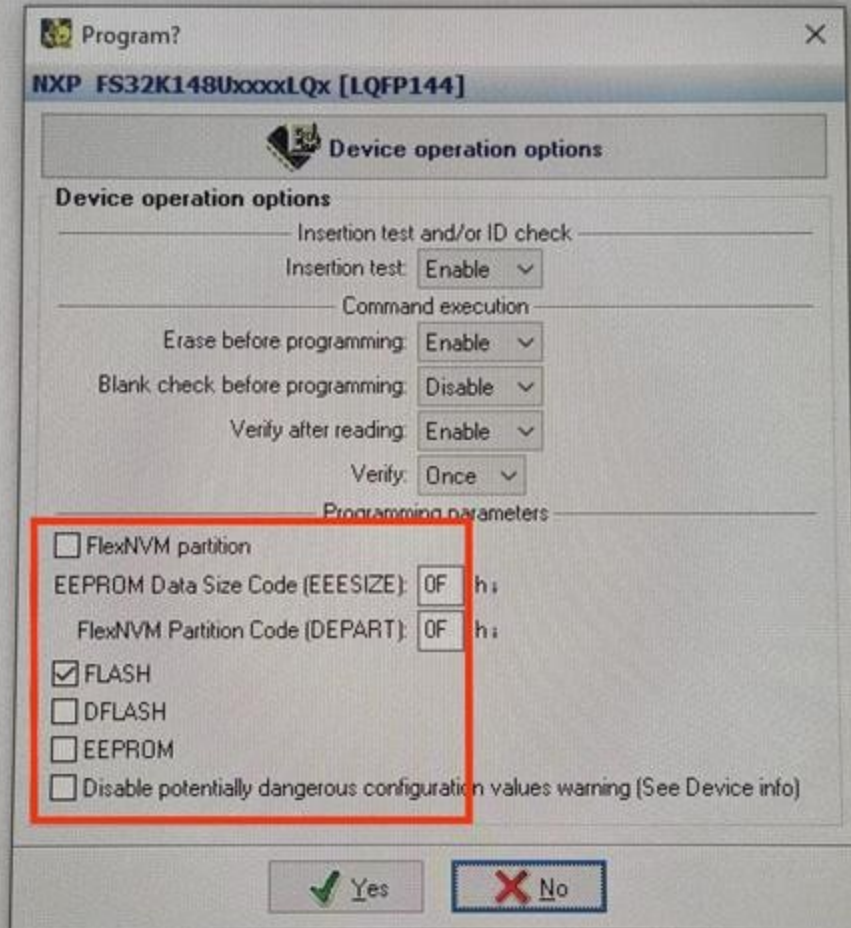 Program?
NXP FS32K148UxxxxLQx [LQFP144]
Device operation options
Device operation options
Insertion test and/or ID check
Insertion test: Enable
Command execution
Erase before programming: Enable
Blank check before programming: Disable
Verify after reading: Enable
Verify: Once
Programming parameters
FlexNVM partition
EEPROM Data Size Code (EEESIZE): 0F h;
FlexNVM Partition Code (DEPART): 0F h;
FLASH
DFLASH
EEPROM
Disable potentially dangerous configuration values warning (See Device info)
Yes No